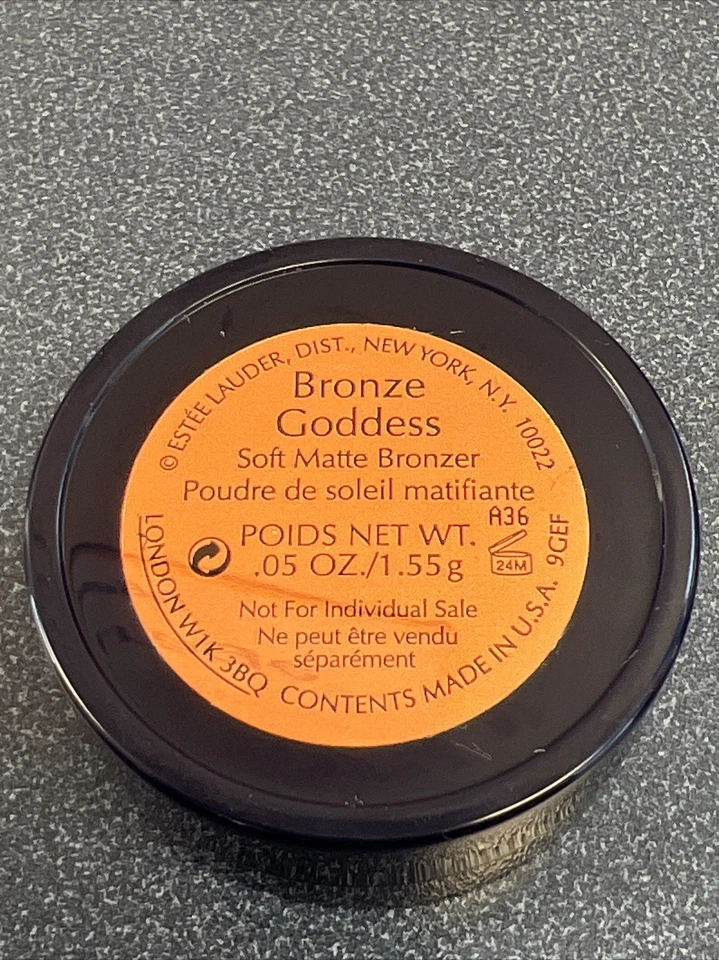 © ESTÉE LAUDER, DIST., NEW YORK, N.Y. 10022
Bronze
Goddess
Soft Matte Bronzer
Poudre de soleil matifiante
A36
POIDS NET WT.
.05 OZ./1.55g
24M
Not For Individual Sale
Ne peut être vendu
séparément
LONDON W1K 3BQ CONTENTS MADE IN U.S.A. 9GEF